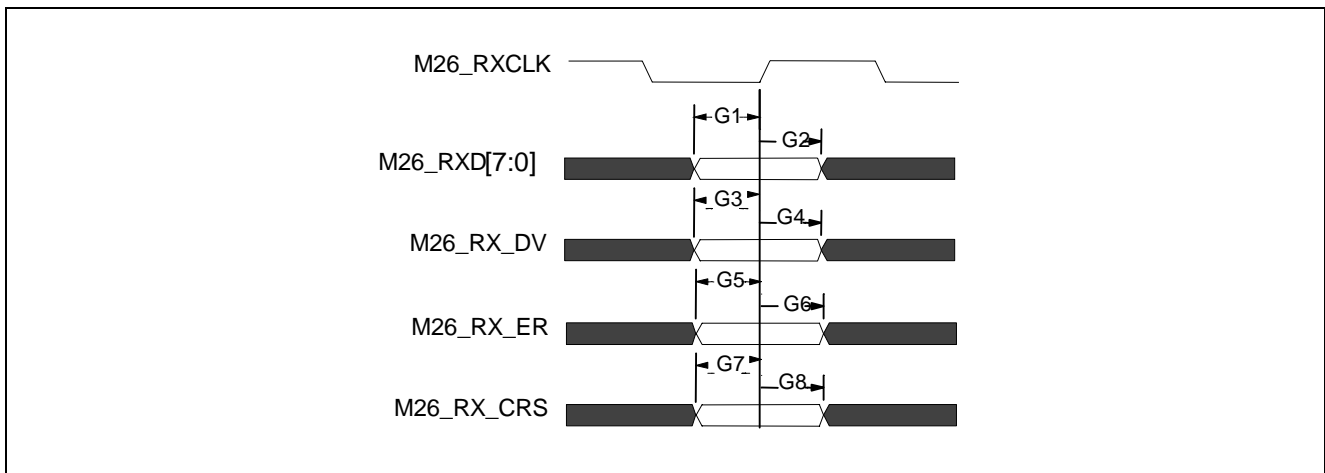 M26_RXCLK
G1
G2
M26_RXD[7:0]
G3
G4
M26_RX_DV
G5
G6
M26_RX_ER
G7
G8
M26_RX_CRS